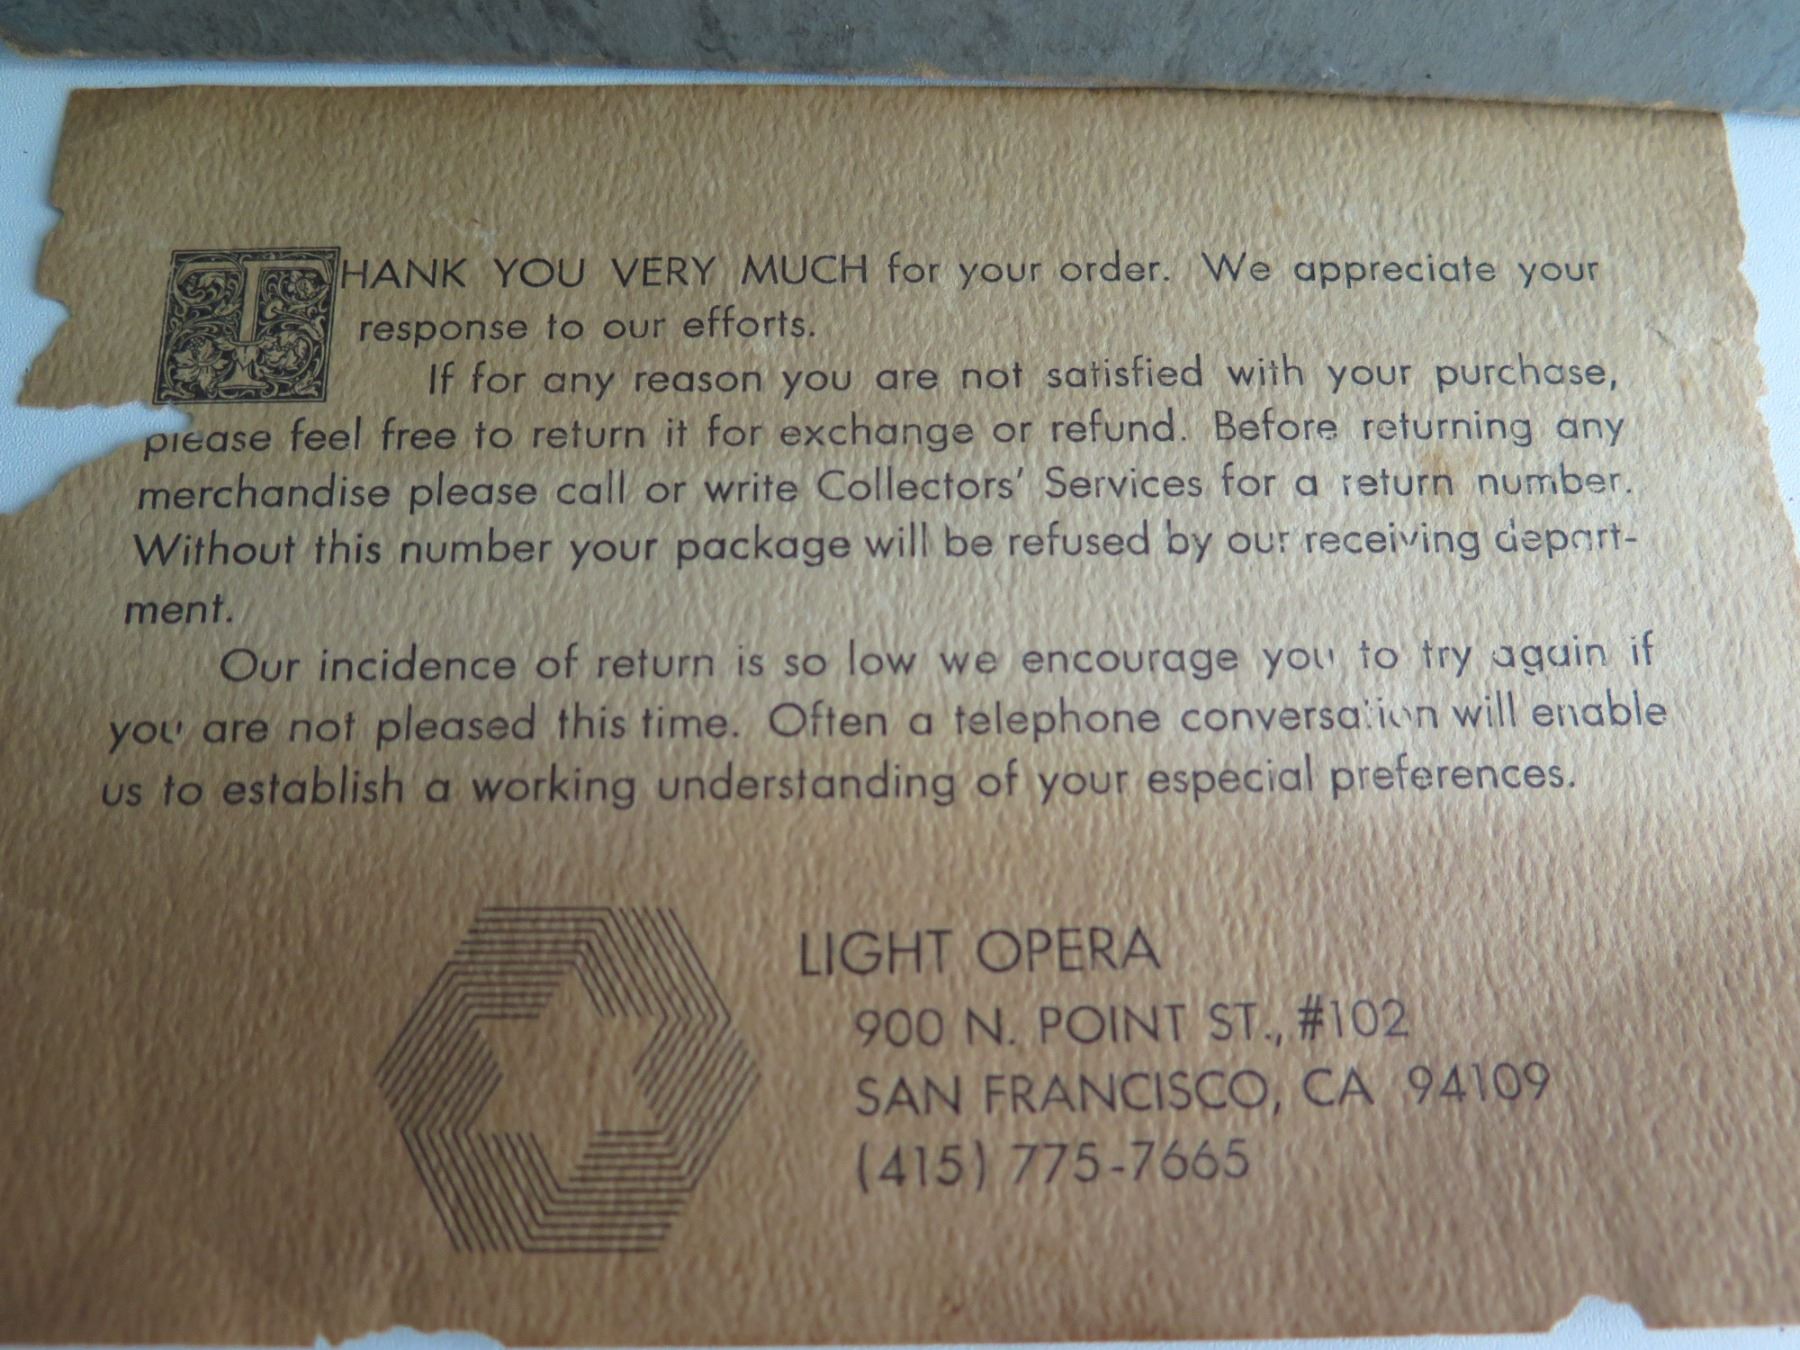 THANK YOU VERY MUCH for your order. We appreciate your
response to our efforts.
If for any reason you are not satisfied with your purchase,
please feel free to return it for exchange or refund. Before returning any
merchandise please call or write Collectors' Services for a return number.
Without this number your package will be refused by our receiving depart-
ment.
Our incidence of return is so low we encourage you to try again if
you are not pleased this time. Often a telephone conversation will enable
us to establish a working understanding of your especial preferences.
LIGHT OPERA
900 N. POINT ST., #102
SAN FRANCISCO, CA 94109
(415) 775-7665